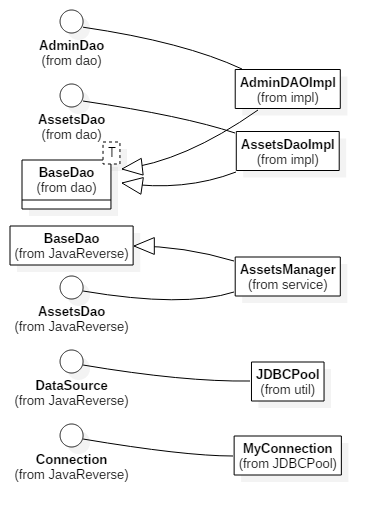 AdminDao
(from dao)
AdminDAOImpl
(from impl)
AssetsDao
(from dao)
AssetsDaoImpl
(from impl)
T
BaseDao
(from dao)
BaseDao
(from JavaReverse)
AssetsManager
(from service)
AssetsDao
(from JavaReverse)
DataSource
(from JavaReverse)
JDBCPool
(from util)
Connection
(from JavaReverse)
MyConnection
(from JDBCPool)